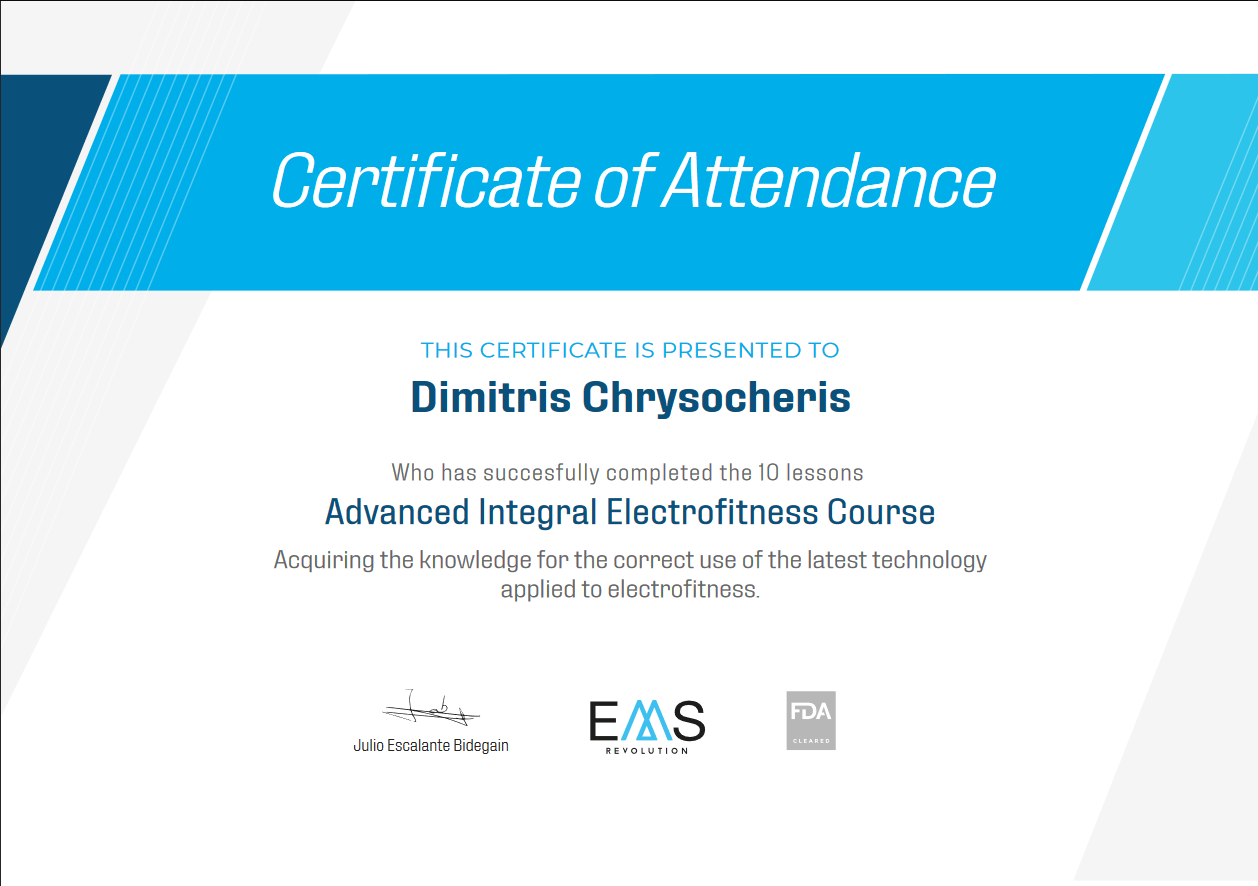 Certificate of Attendance
THIS CERTIFICATE IS PRESENTED TO
Dimitris Chrysocheris
Who has succesfully completed the 10 lessons
Advanced Integral Electrofitness Course
Acquiring the knowledge for the correct use of the latest technology
applied to electrofitness.
Julio Escalante Bidegain
EMS
REVOLUTION
FDA
CLEARED